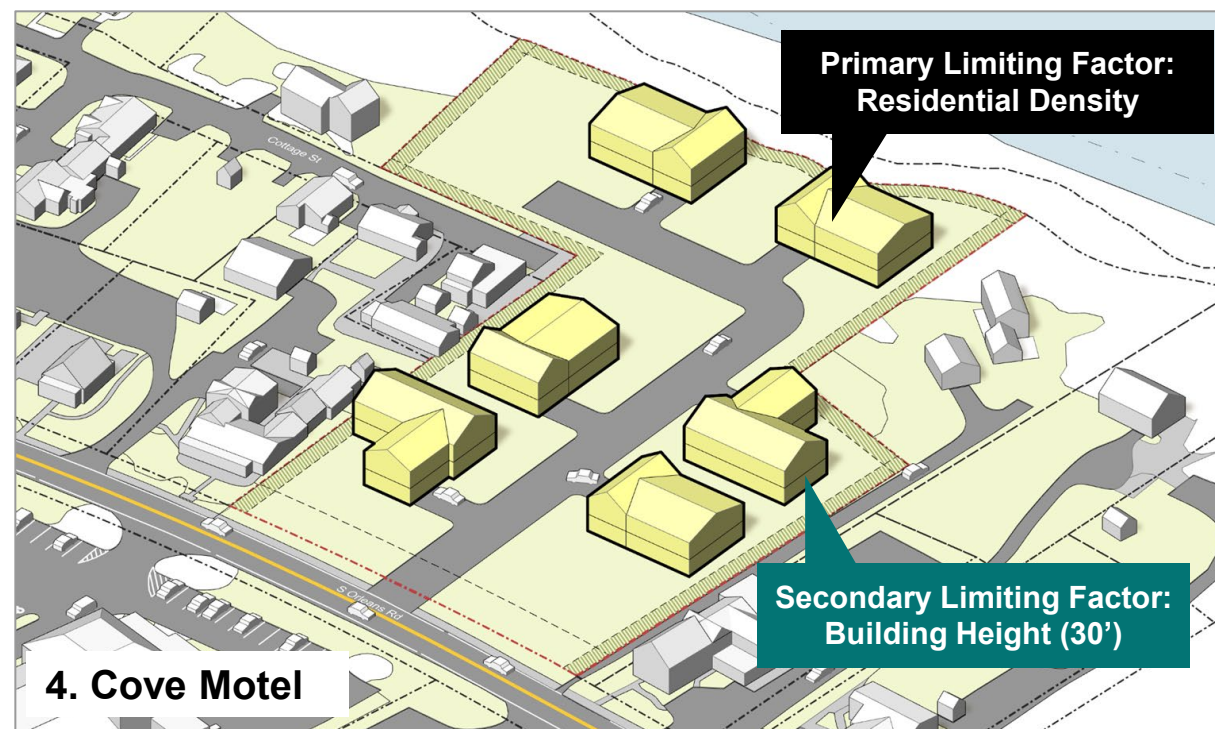 Primary Limiting Factor:
Residential Density
Cottage St
S Orleans Rd
Secondary Limiting Factor:
Building Height (30’)
4. Cove Motel